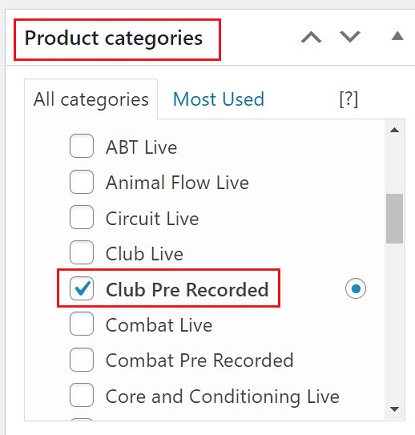 Product categories
All categories Most Used [?]
ABT Live
Animal Flow Live
Circuit Live
Club Live
Club Pre Recorded
Combat Live
Combat Pre Recorded
Core and Conditioning Live